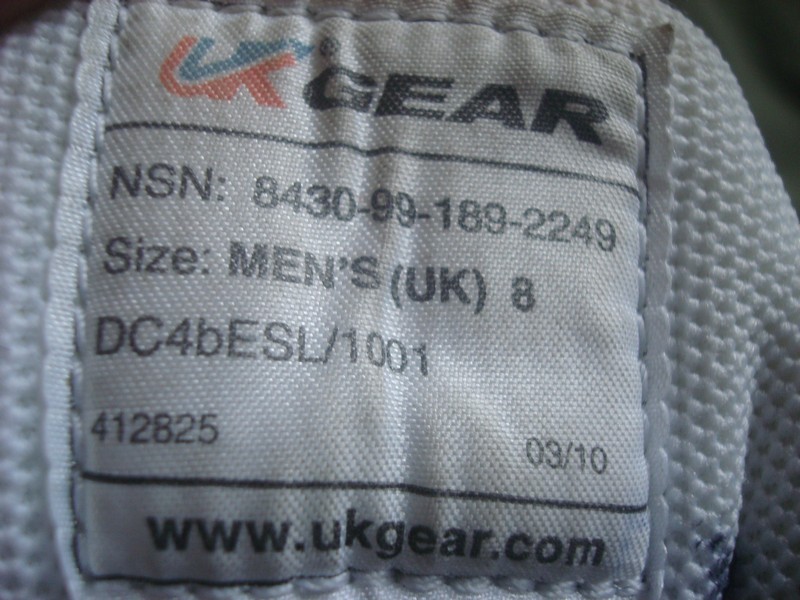 UK GEAR®
NSN: 8430-99-189-2249
Size: MEN'S (UK) 8
DC4bESL/1001
412825 03/10
www.ukgear.com